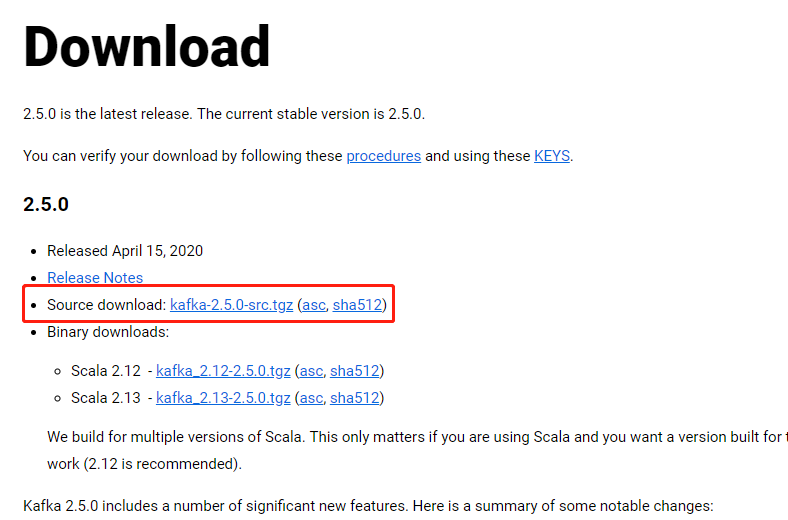 Download
2.5.0 is the latest release. The current stable version is 2.5.0.
You can verify your download by following these procedures and using these KEYS.
2.5.0
Released April 15, 2020
Release Notes
Source download: kafka-2.5.0-src.tgz (asc, sha512)
Binary downloads:
Scala 2.12 - kafka_2.12-2.5.0.tgz (asc, sha512)
Scala 2.13 - kafka_2.13-2.5.0.tgz (asc, sha512)
We build for multiple versions of Scala. This only matters if you are using Scala and you want a version built for
work (2.12 is recommended).
Kafka 2.5.0 includes a number of significant new features. Here is a summary of some notable changes: